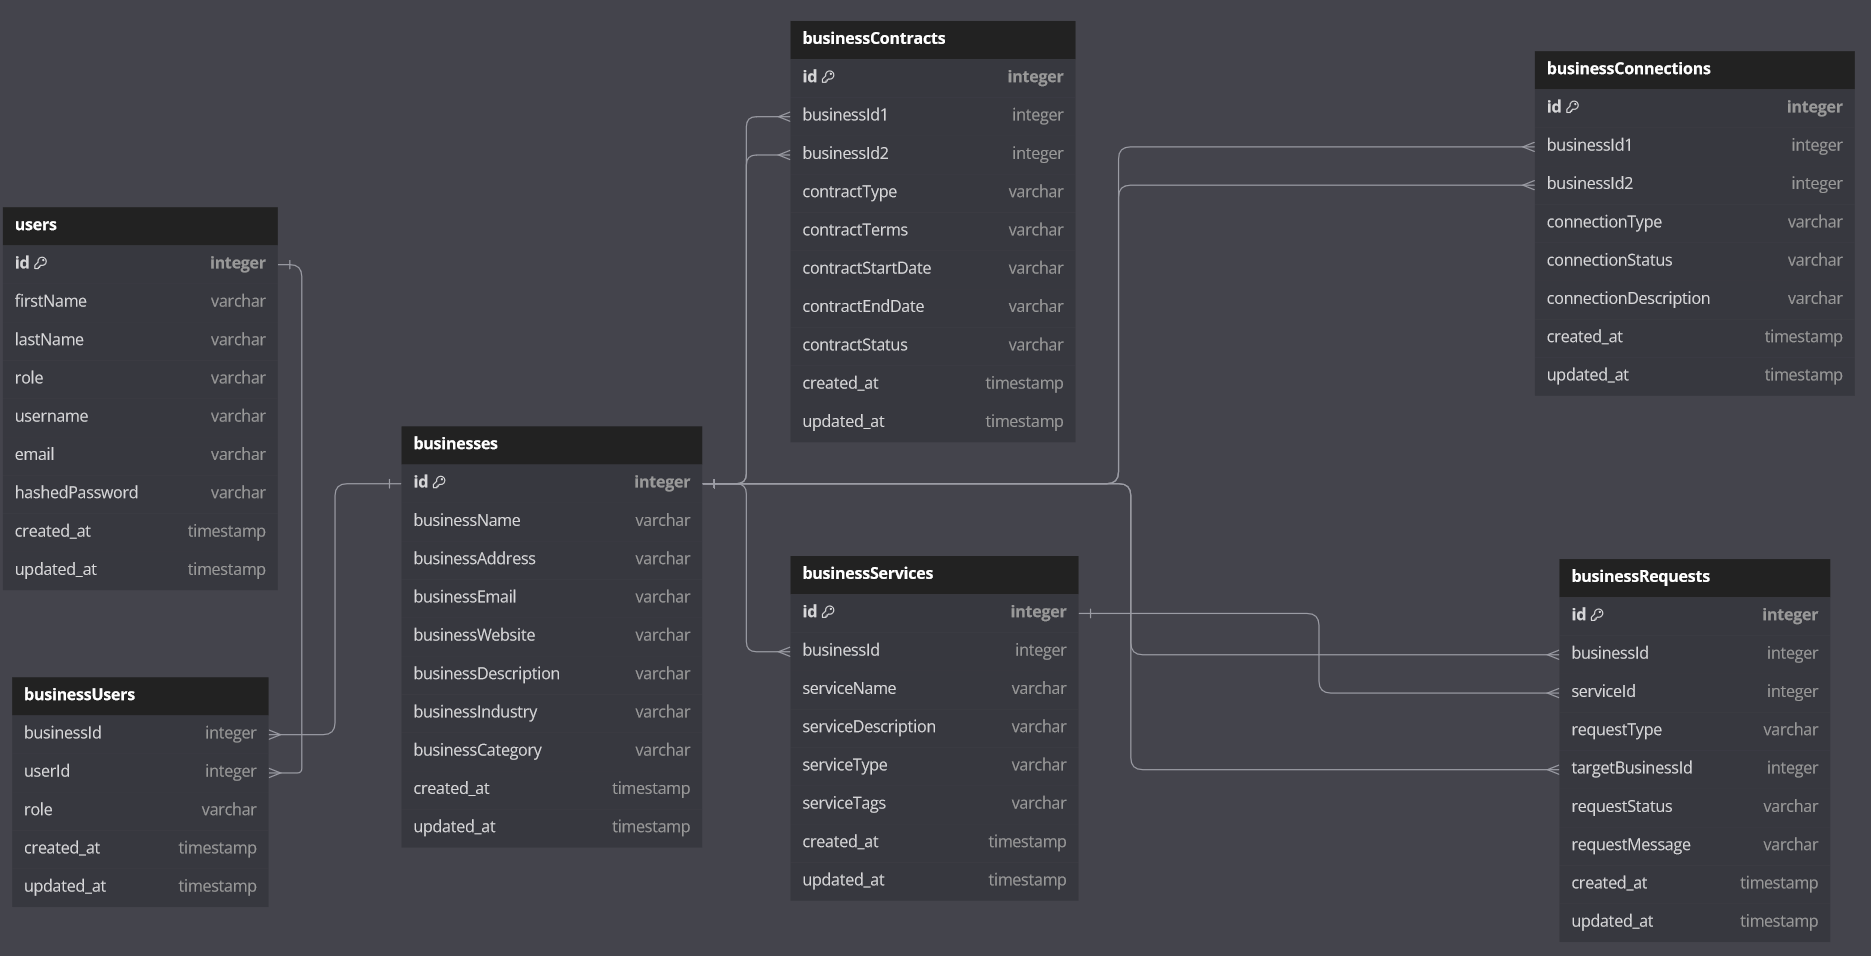 users
id integer
firstName varchar
lastName varchar
role varchar
username varchar
email varchar
hashedPassword varchar
created_at timestamp
updated_at timestamp
businessUsers
businessId integer
userId integer
role varchar
created_at timestamp
updated_at timestamp
businesses
id integer
businessName varchar
businessAddress varchar
businessEmail varchar
businessWebsite varchar
businessDescription varchar
businessIndustry varchar
businessCategory varchar
created_at timestamp
updated_at timestamp
businessContracts
id integer
businessId1 integer
businessId2 integer
contractType varchar
contractTerms varchar
contractStartDate varchar
contractEndDate varchar
contractStatus varchar
created_at timestamp
updated_at timestamp
businessServices
id integer
businessId integer
serviceName varchar
serviceDescription varchar
serviceType varchar
serviceTags varchar
created_at timestamp
updated_at timestamp
businessConnections
id integer
businessId1 integer
businessId2 integer
connectionType varchar
connectionStatus varchar
connectionDescription varchar
created_at timestamp
updated_at timestamp
businessRequests
id integer
businessId integer
serviceId integer
requestType varchar
targetBusinessId integer
requestStatus varchar
requestMessage varchar
created_at timestamp
updated_at timestamp